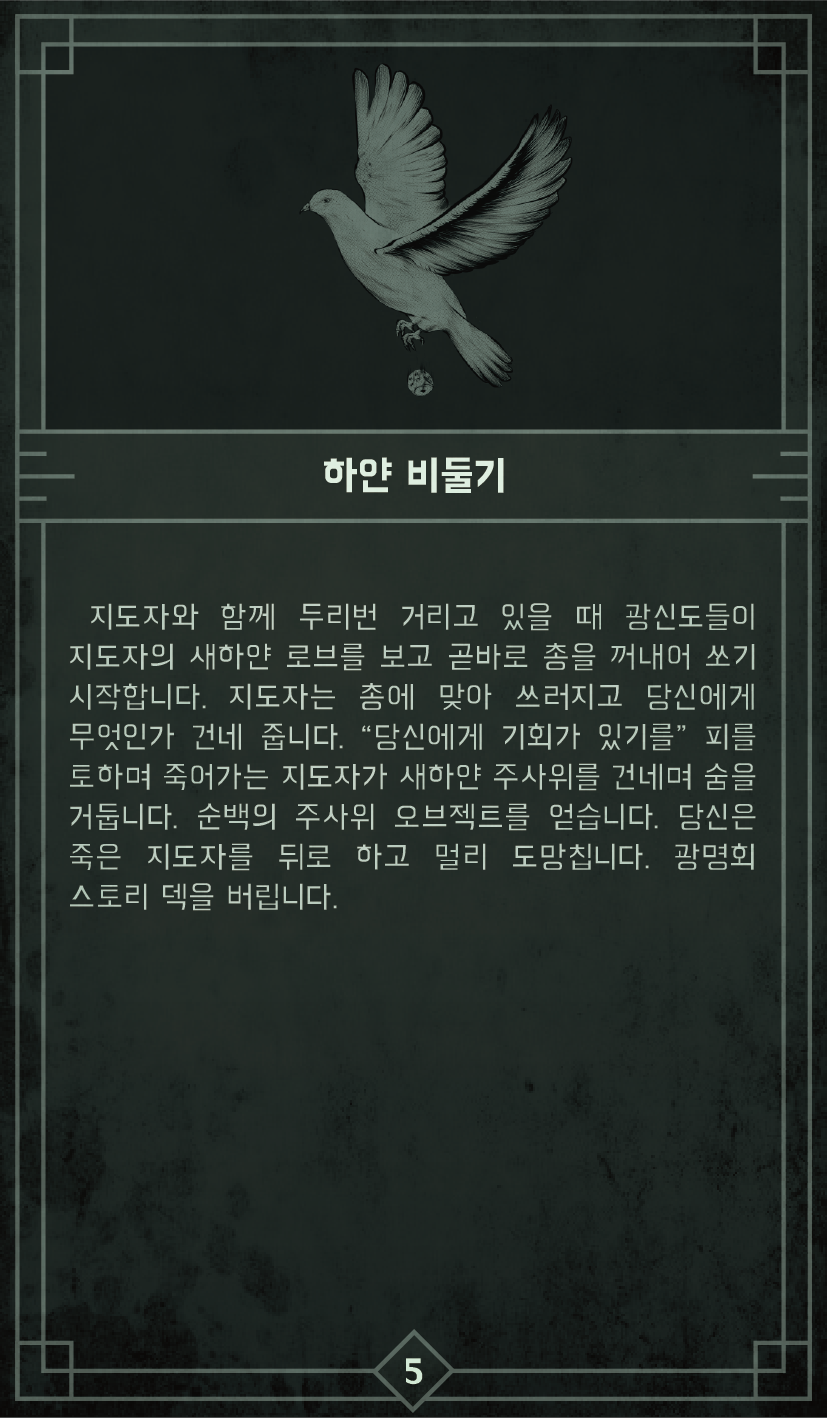 하얀 비둘기
지도자와 함께 두리번 거리고 있을 때 광신도들이
지도자의 새하얀 로브를 보고 곧바로 총을 꺼내어 쏘기
시작합니다. 지도자는 총에 맞아 쓰러지고 당신에게
무엇인가 건네 줍니다. “당신에게 기회가 있기를” 피를
토하며 죽어가는 지도자가 새하얀 주사위를 건네며 숨을
거둡니다. 순백의 주사위 오브젝트를 얻습니다. 당신은
죽은 지도자를 뒤로 하고 멀리 도망칩니다. 광명회
스토리 덱을 버립니다.
5